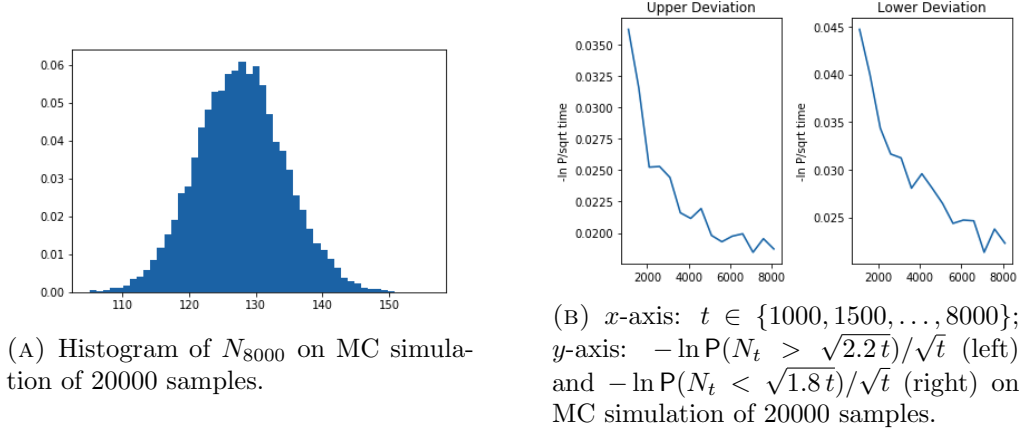 0.06
0.05
0.04
0.03
0.02
0.01
0.00
110 120 130 140 150
(A) Histogram of N_{8000} on MC simula-
tion of 20000 samples.
Upper Deviation
-ln P/sqrt time
0.0350
0.0325
0.0300
0.0275
0.0250
0.0225
0.0200
2000 4000 6000 8000
Lower Deviation
-ln P/sqrt time
0.045
0.040
0.035
0.030
0.025
2000 4000 6000 8000
(B) x-axis: t ∈ {1000, 1500, . . . , 8000};
y-axis: − ln P(N_t > √2.2 t)/√t (left)
and − ln P(N_t < √1.8 t)/√t (right) on
MC simulation of 20000 samples.